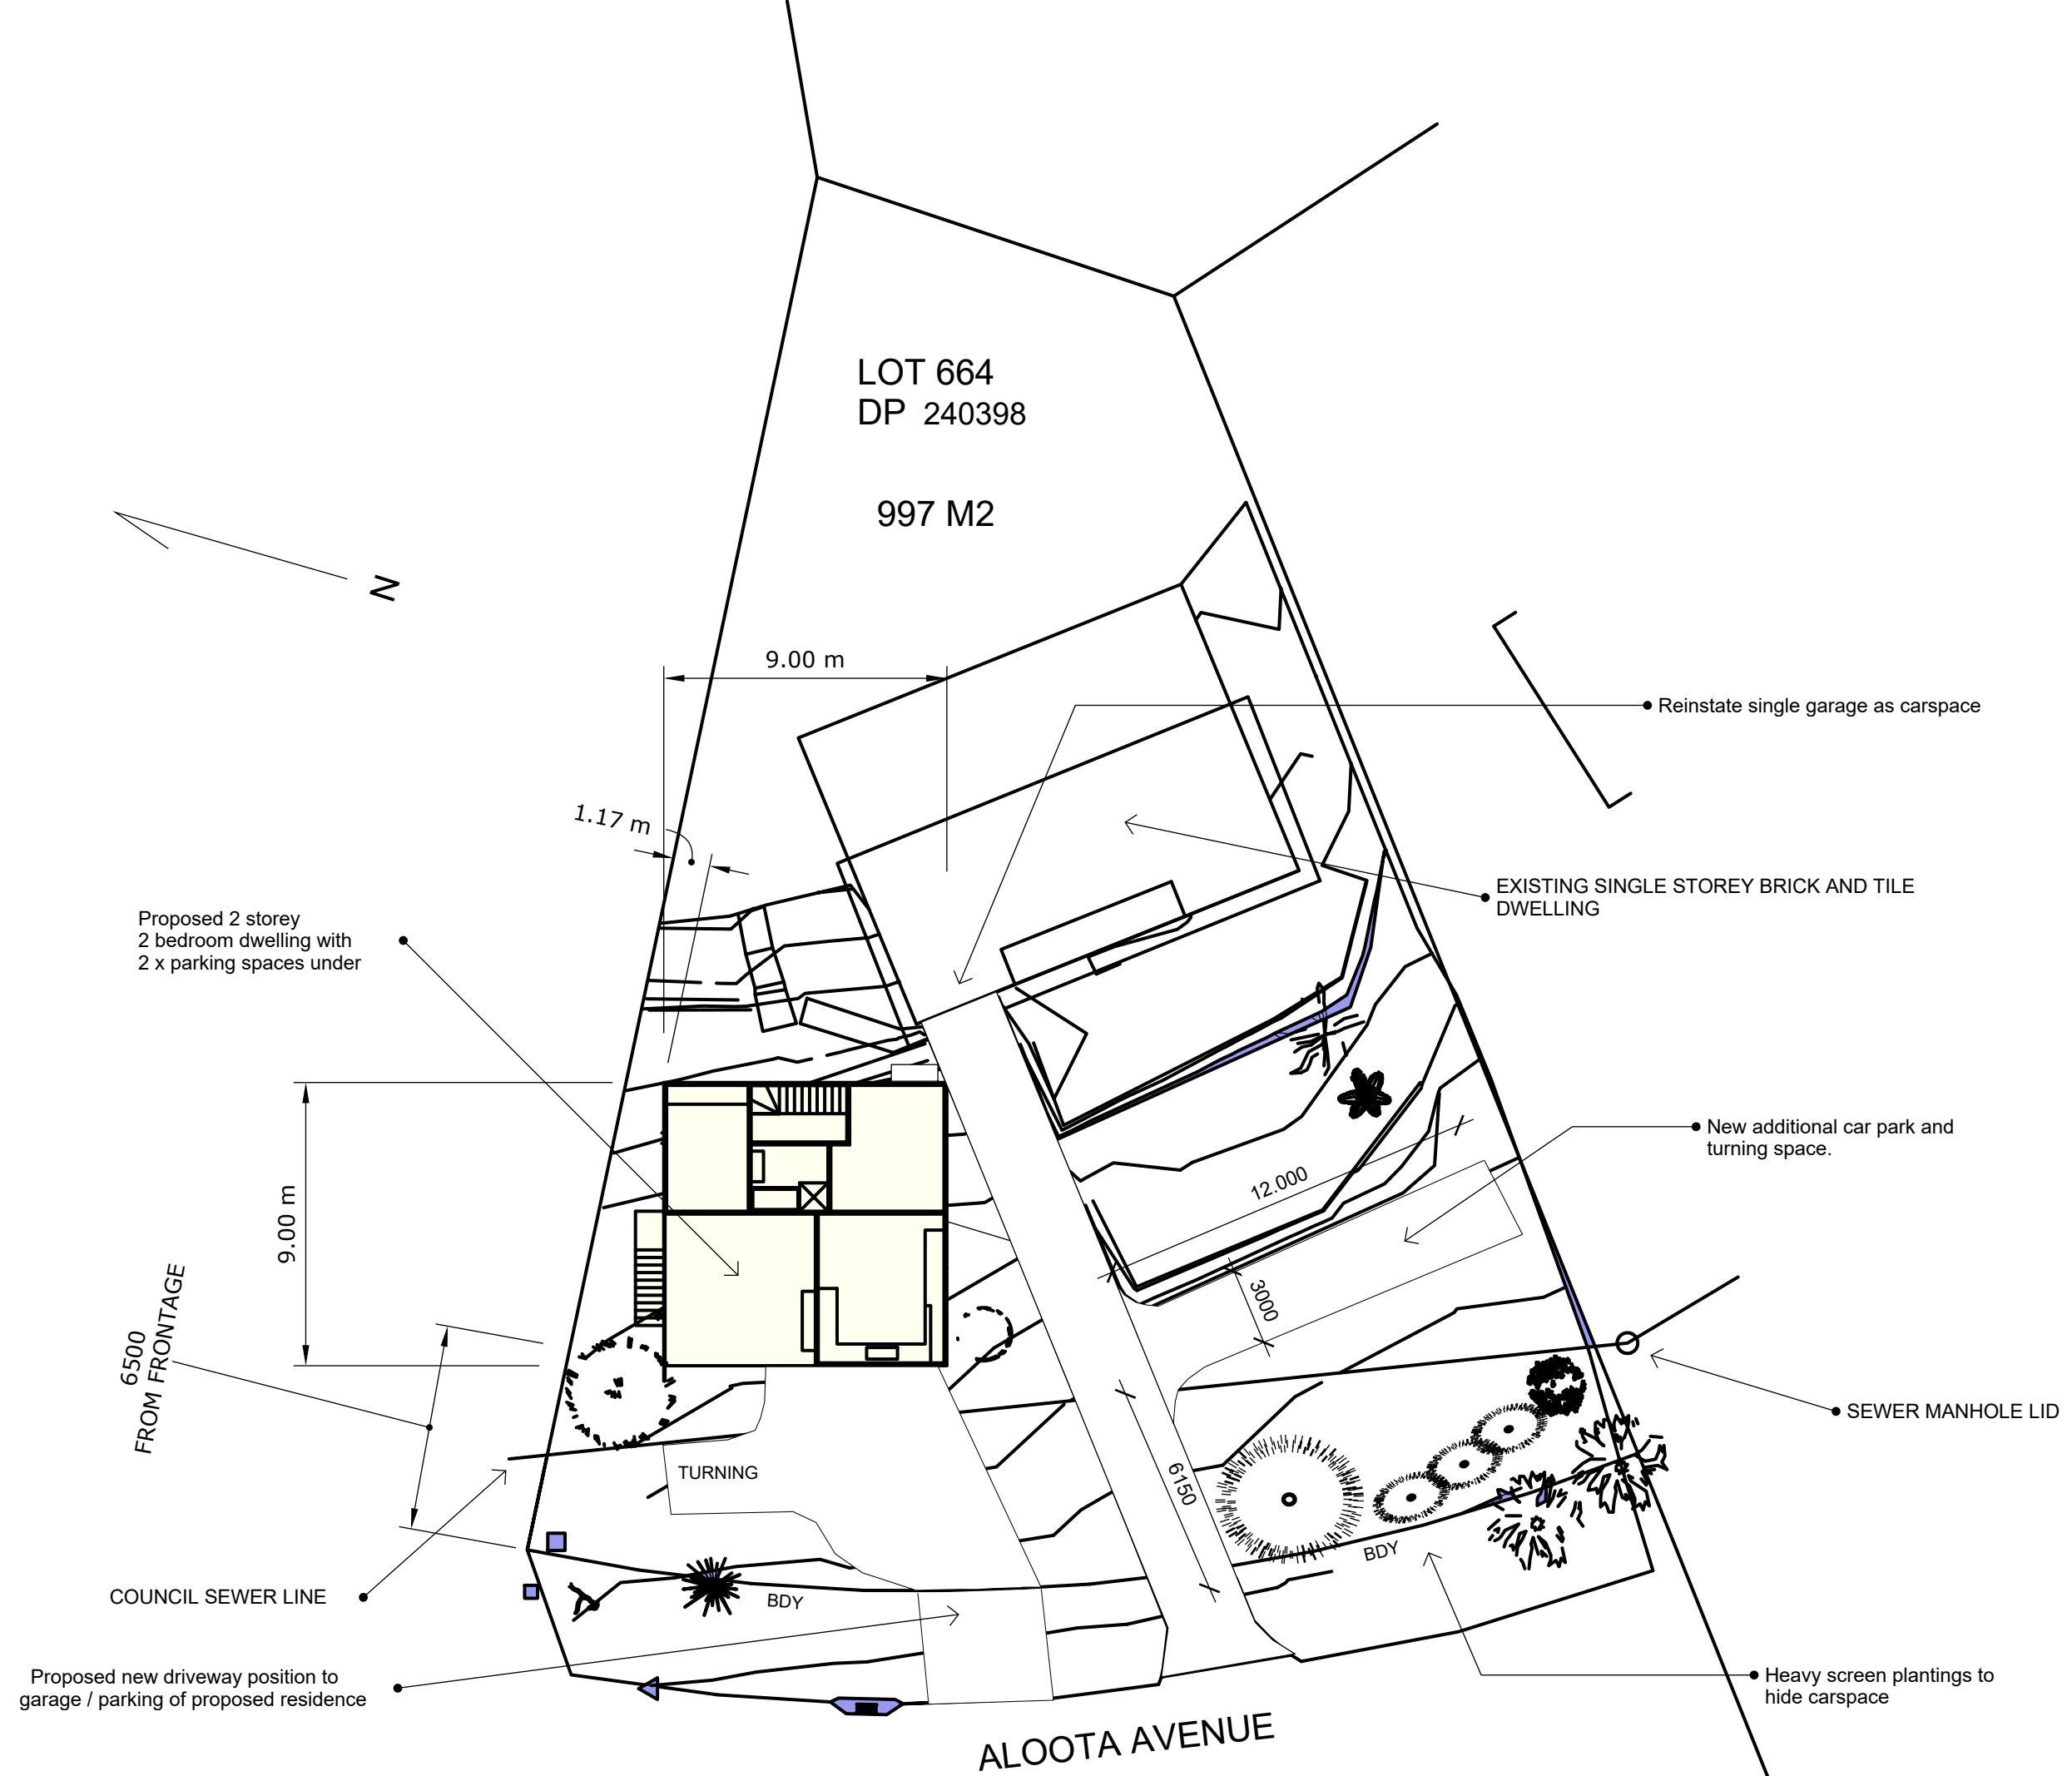 LOT 664
DP 240398
997 M2
N
9.00 m
Reinstate single garage as carspace
1.17 m
EXISTING SINGLE STOREY BRICK AND TILE
DWELLING
Proposed 2 storey
2 bedroom dwelling with
2 x parking spaces under
New additional car park and
turning space.
12.000
9.00 m
3000
6500
FROM FRONTAGE
SEWER MANHOLE LID
TURNING
6150
BDY
COUNCIL SEWER LINE
BDY
Proposed new driveway position to
garage / parking of proposed residence
Heavy screen plantings to
hide carspace
ALOOTA AVENUE